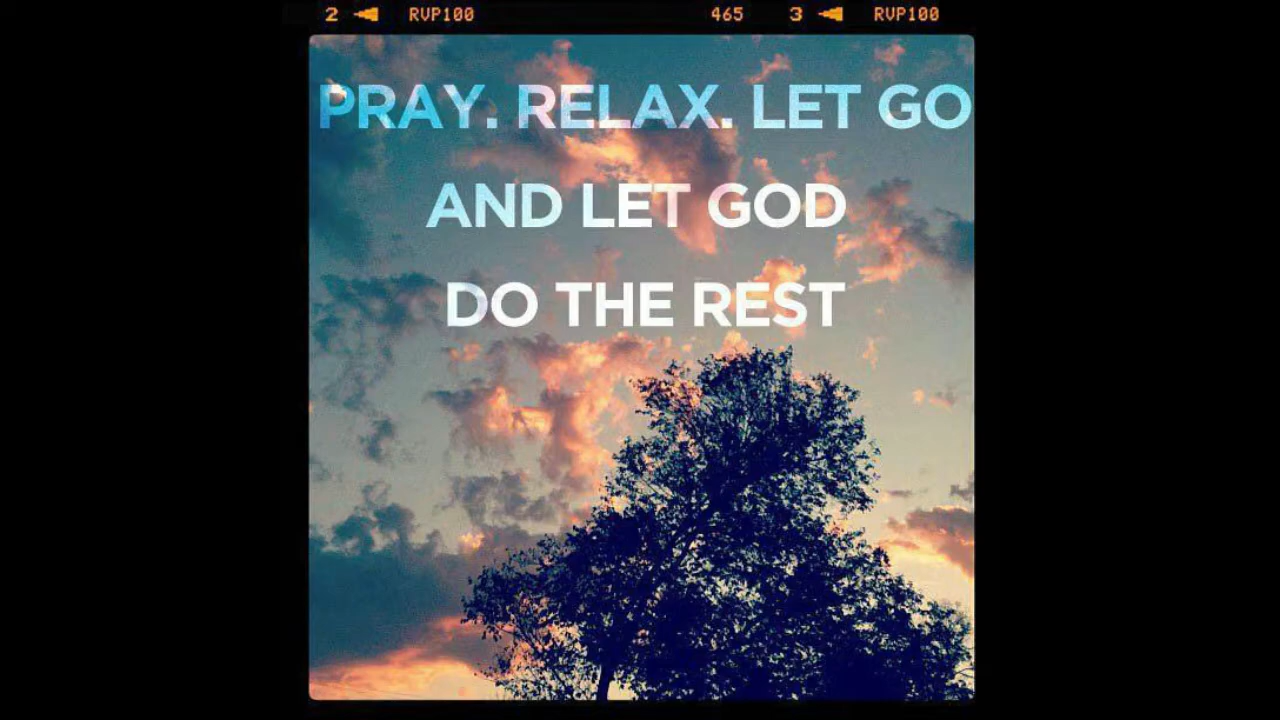 2 RVP100 465 3 RVP100
PRAY. RELAX. LET GO
AND LET GOD
DO THE REST